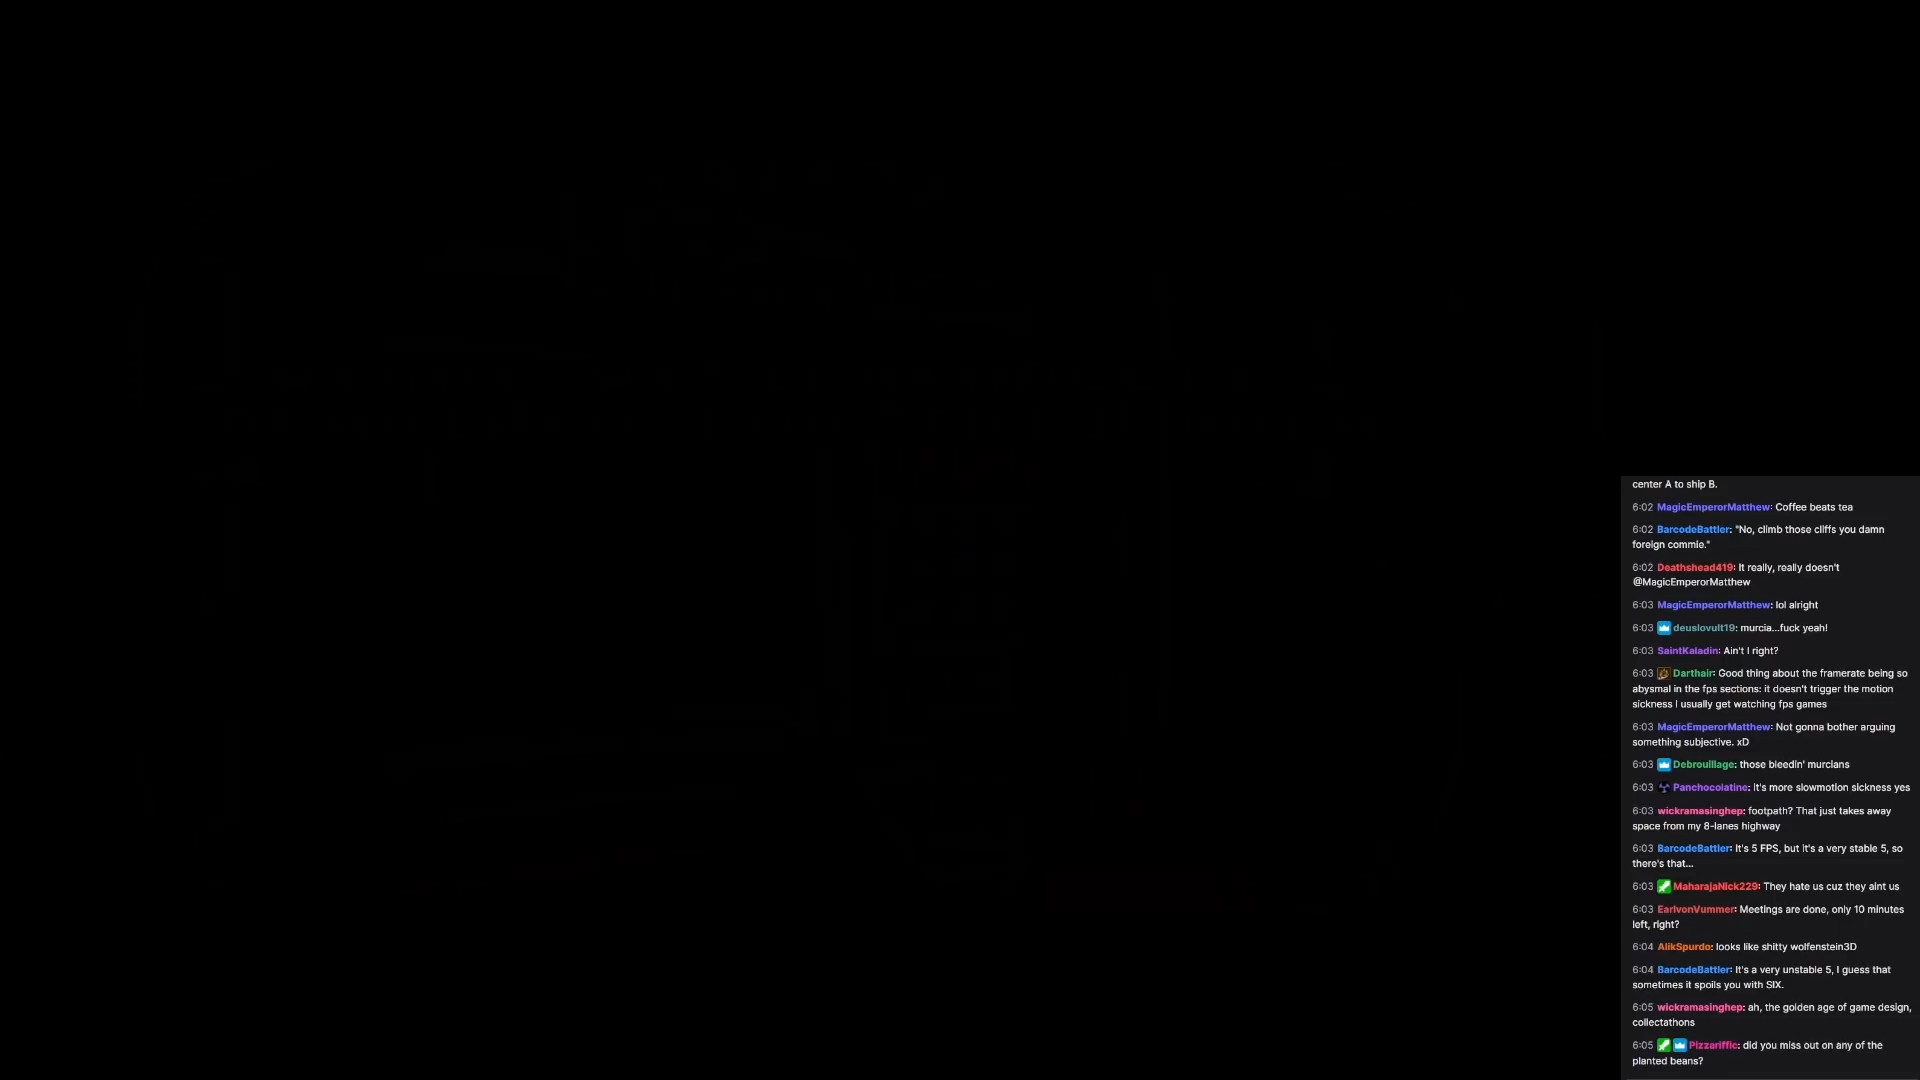 center A to ship B.
6:02 MagicEmperorMatthew: Coffee beats tea
6:02 BarcodeBattler: "No, climb those cliffs you damn
foreign commie."
6:02 Deathshead419: It really, really doesn't
@MagicEmperorMatthew
6:03 MagicEmperorMatthew: lol alright
6:03 deuslovult19: murcia...fuck yeah!
6:03 SaintKaladin: Ain't I right?
6:03 Darthair: Good thing about the framerate being so
abysmal in the fps sections: it doesn't trigger the motion
sickness I usually get watching fps games
6:03 MagicEmperorMatthew: Not gonna bother arguing
something subjective. xD
6:03 Debrouillage: those bleedin' murcians
6:03 Panchocolatine: it's more slowmotion sickness yes
6:03 wickramasinghep: footpath? That just takes away
space from my 8-lanes highway
6:03 BarcodeBattler: It's 5 FPS, but it's a very stable 5, so
there's that...
6:03 MaharajaNick229: They hate us cuz they aint us
6:03 EarlvonVummer: Meetings are done, only 10 minutes
left, right?
6:04 AlikSpurdo: looks like shitty wolfenstein3D
6:04 BarcodeBattler: It's a very unstable 5, I guess that
sometimes it spoils you with SIX.
6:05 wickramasinghep: ah, the golden age of game design,
collectathons
6:05 Pizzariffic: did you miss out on any of the
planted beans?